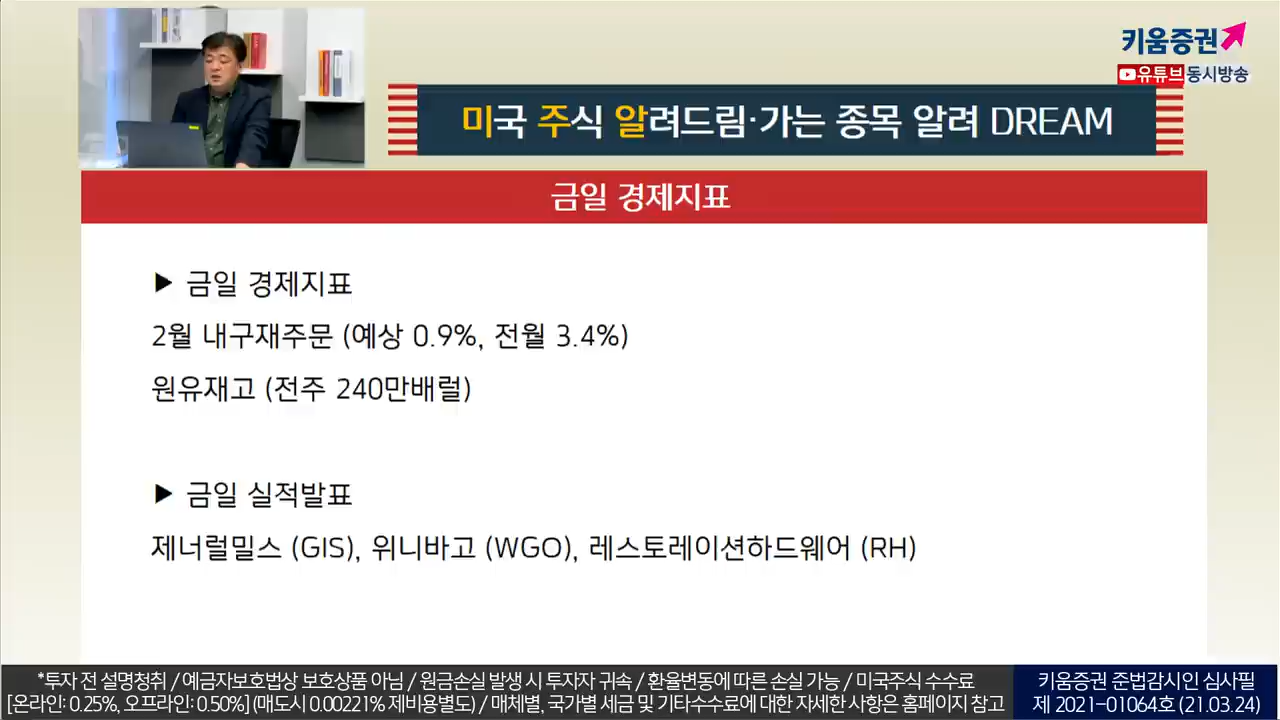 키움증권
유튜브동시방송
미국 주식 알려드림·가는 종목 알려 DREAM
금일 경제지표
▶ 금일 경제지표
2월 내구재주문 (예상 0.9%, 전월 3.4%)
원유재고 (전주 240만배럴)
▶ 금일 실적발표
제너럴밀스 (GIS), 위니바고 (WGO), 레스토레이션하드웨어 (RH)
*투자 전 설명청취 / 예금자보호법상 보호상품 아님 / 원금손실 발생 시 투자자 귀속 / 환율변동에 따른 손실 가능 / 미국주식 수수료
[온라인: 0.25%, 오프라인: 0.50%] (매도시 0.00221% 제비용별도) / 매체별, 국가별 세금 및 기타수수료에 대한 자세한 사항은 홈페이지 참고
키움증권 준법감시인 심사필
제 2021-01064호 (21.03.24)